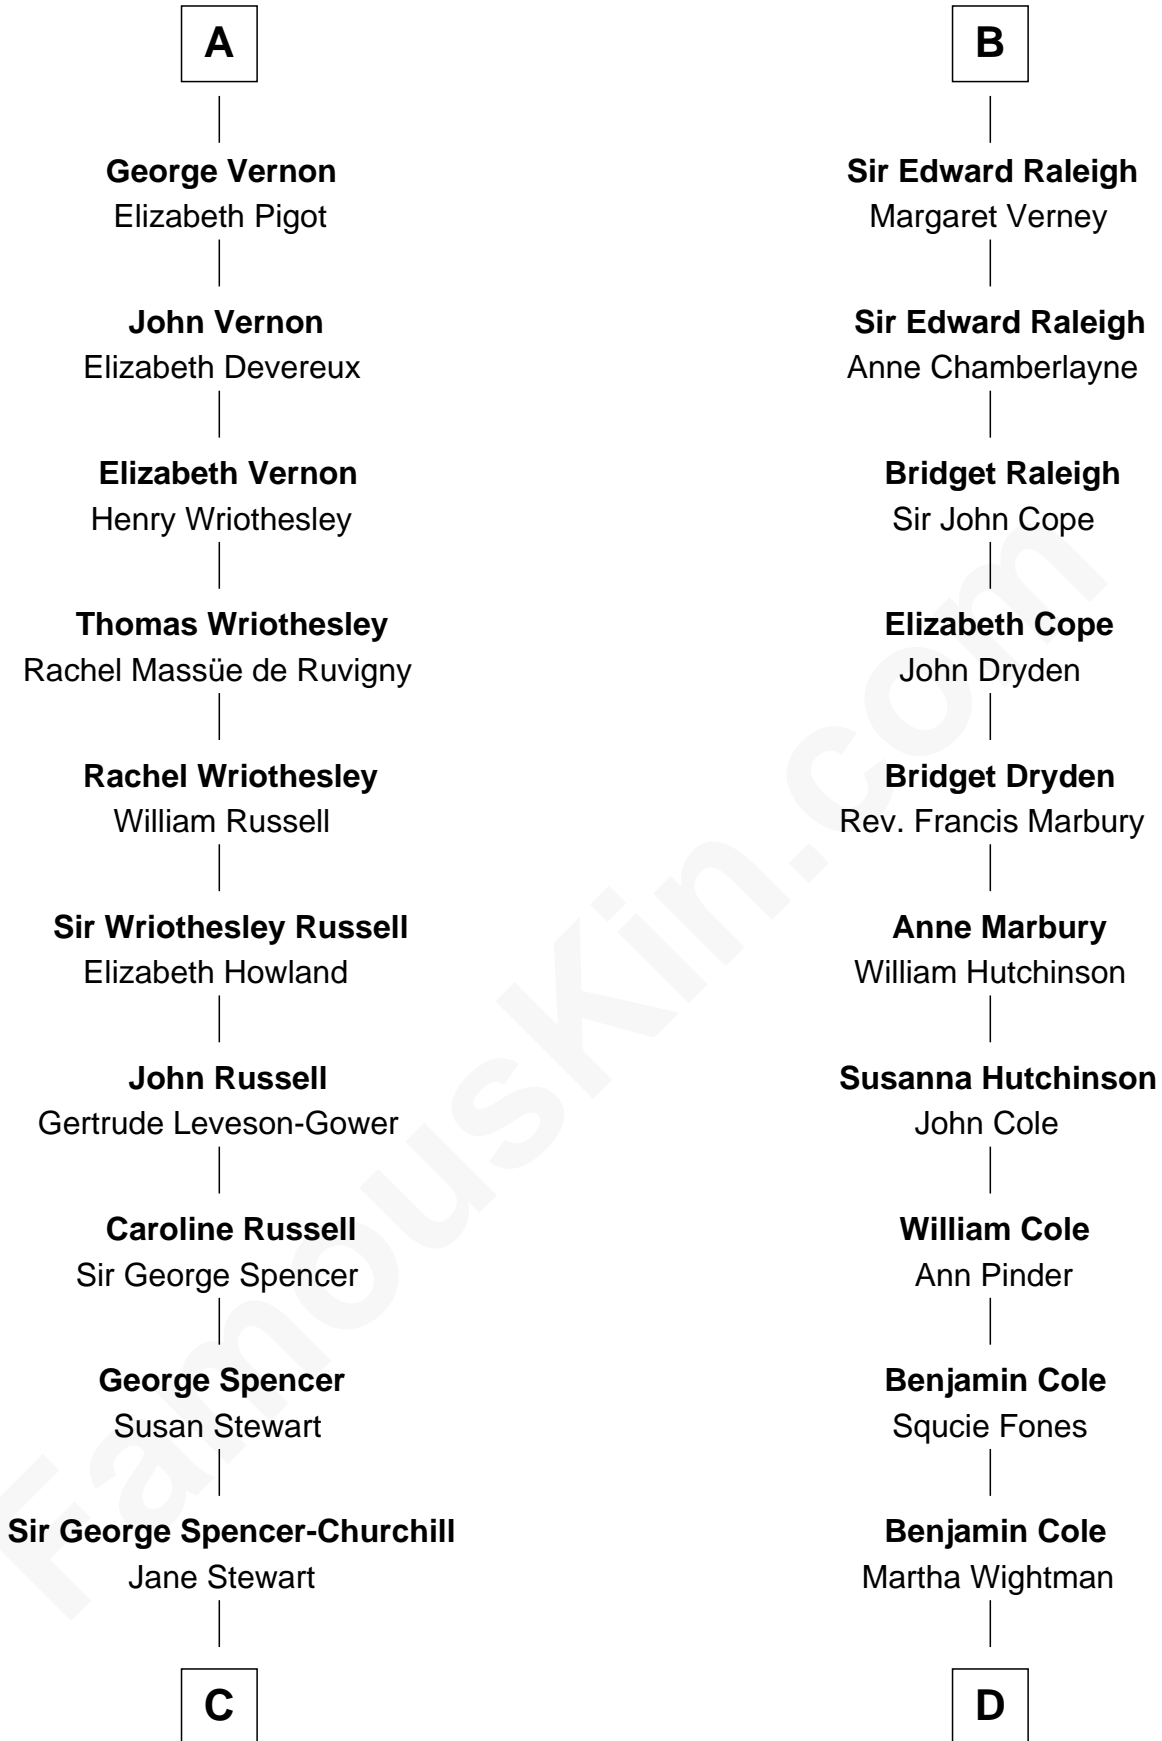 A
George Vernon
Elizabeth Pigot
John Vernon
Elizabeth Devereux
Elizabeth Vernon
Henry Wriothesley
Thomas Wriothesley
Rachel Massüe de Ruvigny
Rachel Wriothesley
William Russell
Sir Wriothesley Russell
Elizabeth Howland
John Russell
Gertrude Leveson-Gower
Caroline Russell
Sir George Spencer
George Spencer
Susan Stewart
Sir George Spencer-Churchill
Jane Stewart
C
B
Sir Edward Raleigh
Margaret Verney
Sir Edward Raleigh
Anne Chamberlayne
Bridget Raleigh
Sir John Cope
Elizabeth Cope
John Dryden
Bridget Dryden
Rev. Francis Marbury
Anne Marbury
William Hutchinson
Susanna Hutchinson
John Cole
William Cole
Ann Pinder
Benjamin Cole
Squcie Fones
Benjamin Cole
Martha Wightman
D
FamousKin.com